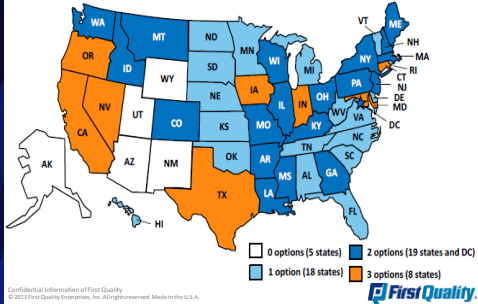 WA
MT
ND
MN
VT
ME
NH
MA
RI
CT
NJ
DE
MD
DC
OR
ID
WY
SD
WI
MI
NY
PA
NV
UT
CO
NE
IA
IL
IN
OH
WV
VA
CA
KS
MO
KY
NC
TN
SC
AZ
NM
OK
AR
MS
AL
GA
TX
LA
FL
AK
HI
0 options (5 states)
2 options (19 states and DC)
1 option (18 states)
3 options (8 states)
Confidential Information of First Quality
© 2013 First Quality Enterprises, Inc. All rights reserved. Made in the U.S.A.
First Quality.